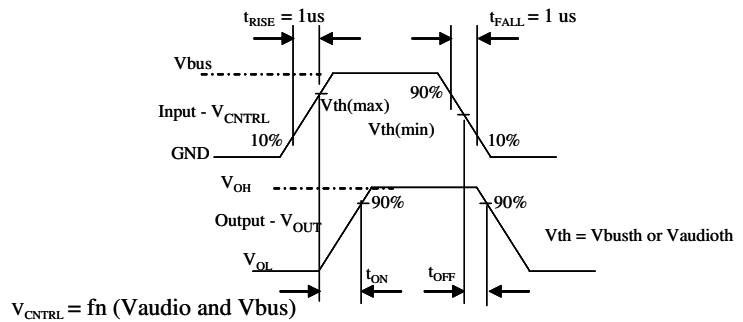 tRISE = 1us
tFALL = 1 us
Vbus
90%
Vth(max)
Input - VCNTRL
Vth(min)
10%
10%
GND
VOH
90%
90%
Output - VOUT
Vth = Vbusth or Vaudioth
VOL
tON
tOFF
VCNTRL = fn (Vaudio and Vbus)